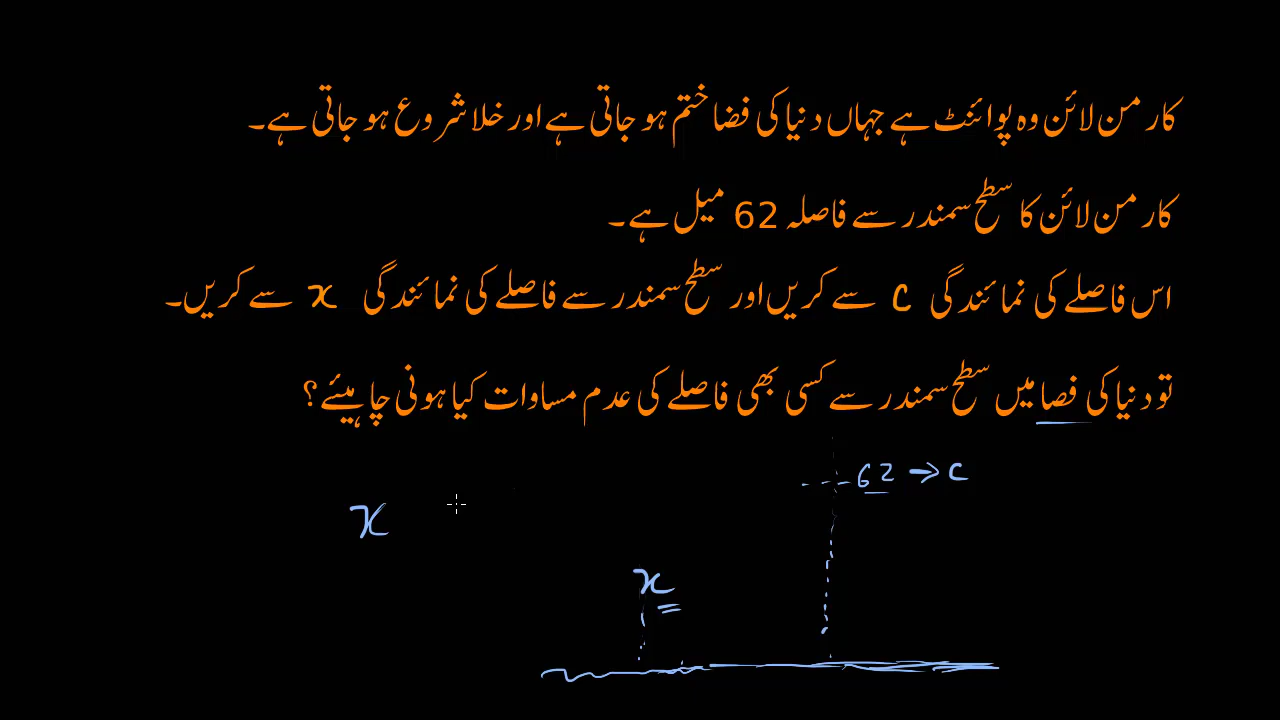 کارمن لائن وہ پوائنٹ ہے جہاں دنیا کی فضا ختم ہو جاتی ہے اور خلا شروع ہو جاتی ہے۔
کارمن لائن کا سطح سمندر سے فاصلہ 62 میل ہے۔
اس فاصلے کی نمائندگی c سے کریں اور سطح سمندر سے فاصلے کی نمائندگی x سے کریں۔
تو دنیا کی فصا میں سطح سمندر سے کسی بھی فاصلے کی عدم مساوات کیا ہونی چاہیئے؟
62 → c
x
x